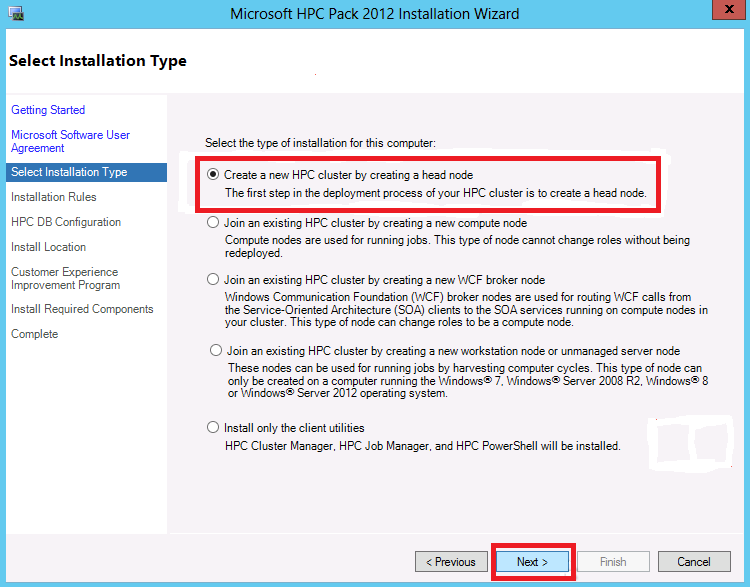 Microsoft HPC Pack 2012 Installation Wizard
x
Select Installation Type
Getting Started
Microsoft Software User
Agreement
Select Installation Type
Installation Rules
HPC DB Configuration
Install Location
Customer Experience
Improvement Program
Install Required Components
Complete
Select the type of installation for this computer:
Create a new HPC cluster by creating a head node
The first step in the deployment process of your HPC cluster is to create a head node.
Join an existing HPC cluster by creating a new compute node
Compute nodes are used for running jobs. This type of node cannot change roles without being
redeployed.
Join an existing HPC cluster by creating a new WCF broker node
Windows Communication Foundation (WCF) broker nodes are used for routing WCF calls from
the Service-Oriented Architecture (SOA) clients to the SOA services running on compute nodes in
your cluster. This type of node can change roles to be a compute node.
Join an existing HPC cluster by creating a new workstation node or unmanaged server node
These nodes can be used for running jobs by harvesting computer cycles. This type of node can
only be created on a computer running the Windows® 7, Windows® Server 2008 R2, Windows® 8
or Windows® Server 2012 operating system.
Install only the client utilities
HPC Cluster Manager, HPC Job Manager, and HPC PowerShell will be installed.
< Previous
Next >
Finish
Cancel